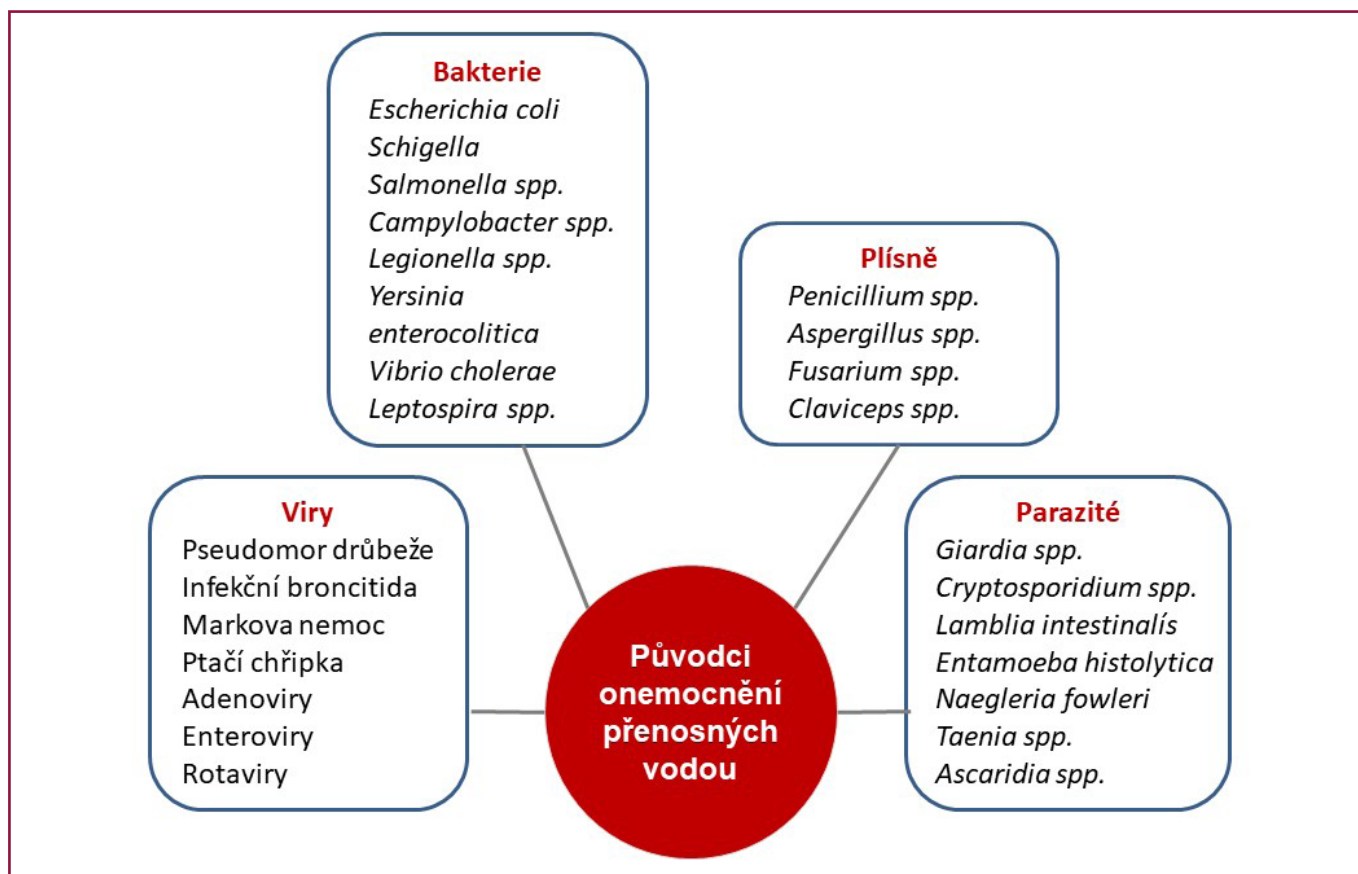 Bakterie
Escherichia coli
Schigella
Salmonella spp.
Campylobacter spp.
Legionella spp.
Yersinia
enterocolitica
Vibrio cholerae
Leptospira spp.
Plísně
Penicillium spp.
Aspergillus spp.
Fusarium spp.
Claviceps spp.
Viry
Pseudomor drůbeže
Infekční broncitida
Markova nemoc
Ptačí chřipka
Adenoviry
Enteroviry
Rotaviry
Původci
onemocnění
přenosných
vodou
Parazité
Giardia spp.
Cryptosporidium spp.
Lamblia intestinalís
Entamoeba histolytica
Naegleria fowleri
Taenia spp.
Ascaridia spp.